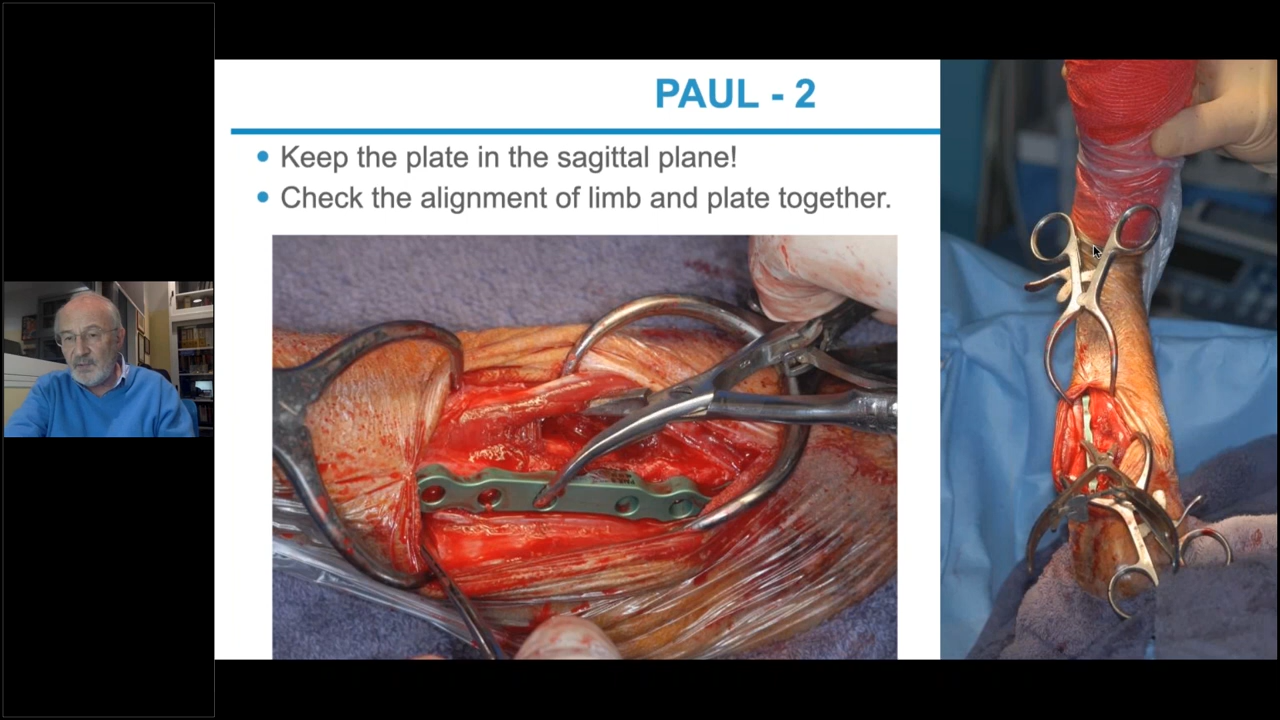 PAUL - 2
Keep the plate in the sagittal plane!
Check the alignment of limb and plate together.